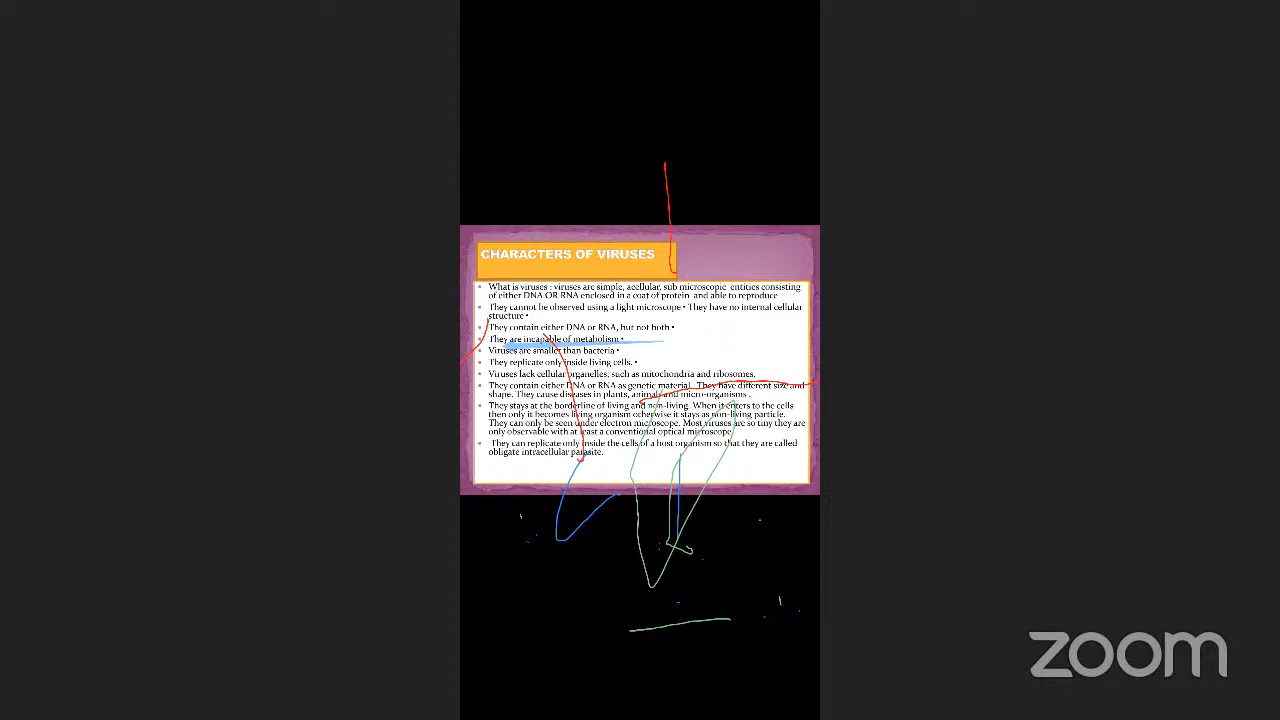 CHARACTERS OF VIRUSES
• What is viruses : viruses are simple, acellular, sub microscopic entities consisting
of either DNA OR RNA enclosed in a coat of protein and able to reproduce
• They cannot be observed using a light microscope • They have no internal cellular
structure •
• They contain either DNA or RNA, but not both •
• They are incapable of metabolism •
• Viruses are smaller than bacteria •
• They replicate only inside living cells. •
• Viruses lack cellular organelles, such as mitochondria and ribosomes.
• They contain either DNA or RNA as genetic material. They have different size and
shape. They cause diseases in plants, animals and micro-organisms .
• They stays at the borderline of living and non-living. When it enters to the cells
then only it becomes living organism otherwise it stays as non-living particle.
They can only be seen under electron microscope. Most viruses are so tiny they are
only observable with at least a conventional optical microscope
• They can replicate only inside the cells of a host organism so that they are called
obligate intracellular parasite.
zoom